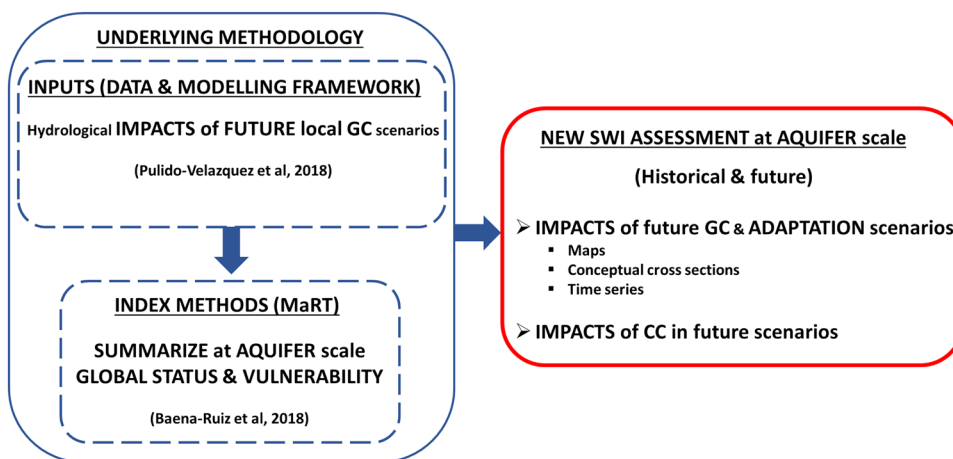 UNDERLYING METHODOLOGY
INPUTS (DATA & MODELLING FRAMEWORK)
Hydrological IMPACTS of FUTURE local GC scenarios
(Pulido-Velazquez et al, 2018)
INDEX METHODS (MaRT)
SUMMARIZE at AQUIFER scale
GLOBAL STATUS & VULNERABILITY
(Baena-Ruiz et al, 2018)
NEW SWI ASSESSMENT at AQUIFER scale
(Historical & future)
➢ IMPACTS of future GC & ADAPTATION scenarios
▪ Maps
▪ Conceptual cross sections
▪ Time series
➢ IMPACTS of CC in future scenarios